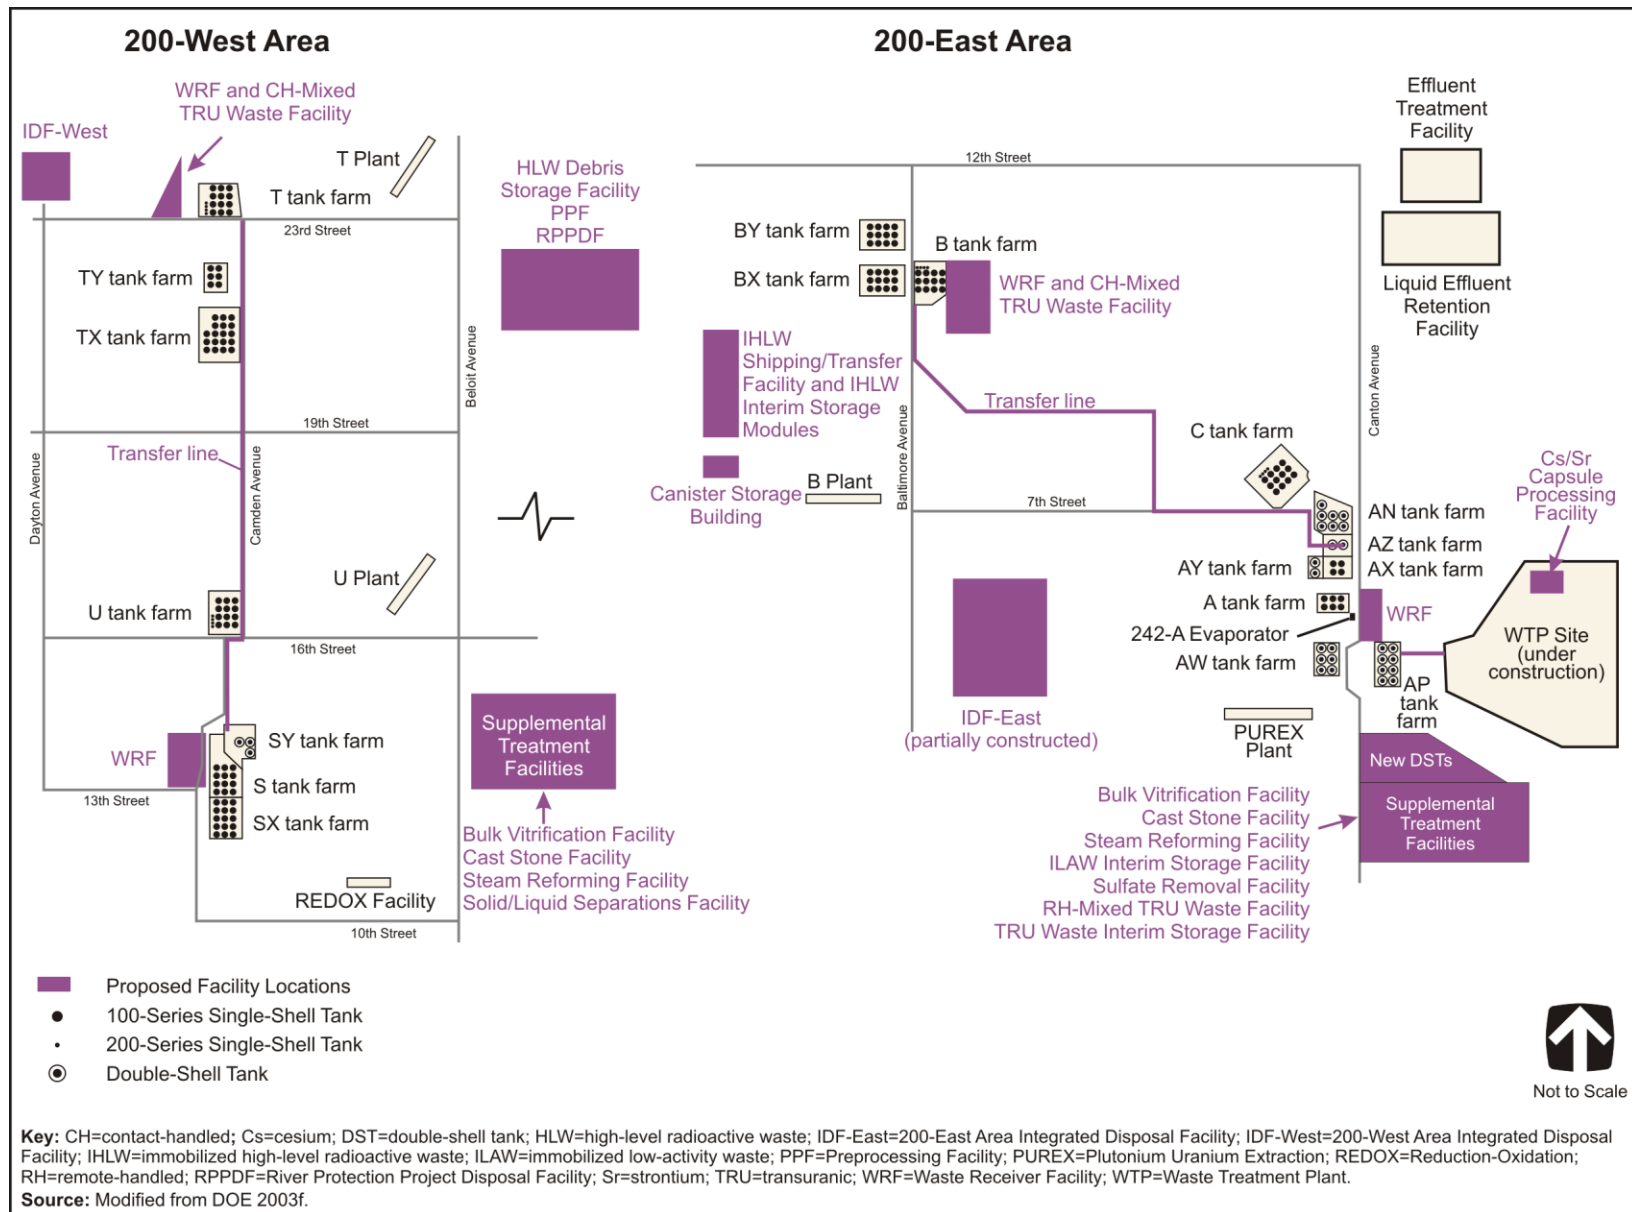 200-West Area
200-East Area
WRF and CH-Mixed
TRU Waste Facility
IDF-West
T Plant
T tank farm
23rd Street
TY tank farm
TX tank farm
Beloit Avenue
19th Street
Transfer line
Dayton Avenue
Camden Avenue
U Plant
U tank farm
16th Street
SY tank farm
WRF
S tank farm
13th Street
SX tank farm
REDOX Facility
10th Street
HLW Debris
Storage Facility
PPF
RPPDF
Supplemental
Treatment
Facilities
Bulk Vitrification Facility
Cast Stone Facility
Steam Reforming Facility
Solid/Liquid Separations Facility
12th Street
Effluent
Treatment
Facility
Liquid Effluent
Retention
Facility
BY tank farm
B tank farm
BX tank farm
WRF and CH-Mixed
TRU Waste Facility
IHLW
Shipping/Transfer
Facility and IHLW
Interim Storage
Modules
Canister Storage
Building
B Plant
Baltimore Avenue
Transfer line
Canton Avenue
C tank farm
7th Street
AN tank farm
AZ tank farm
AY tank farm
AX tank farm
A tank farm
242-A Evaporator
WRF
AW tank farm
AP
tank
farm
Cs/Sr
Capsule
Processing
Facility
WTP Site
(under
construction)
IDF-East
(partially constructed)
PUREX
Plant
New DSTs
Supplemental
Treatment
Facilities
Bulk Vitrification Facility
Cast Stone Facility
Steam Reforming Facility
ILAW Interim Storage Facility
Sulfate Removal Facility
RH-Mixed TRU Waste Facility
TRU Waste Interim Storage Facility
Proposed Facility Locations
100-Series Single-Shell Tank
200-Series Single-Shell Tank
Double-Shell Tank
Not to Scale
Key: CH=contact-handled; Cs=cesium; DST=double-shell tank; HLW=high-level radioactive waste; IDF-East=200-East Area Integrated Disposal Facility; IDF-West=200-West Area Integrated Disposal
Facility; IHLW=immobilized high-level radioactive waste; ILAW=immobilized low-activity waste; PPF=Preprocessing Facility; PUREX=Plutonium Uranium Extraction; REDOX=Reduction-Oxidation;
RH=remote-handled; RPPDF=River Protection Project Disposal Facility; Sr=strontium; TRU=transuranic; WRF=Waste Receiver Facility; WTP=Waste Treatment Plant.
Source: Modified from DOE 2003f.